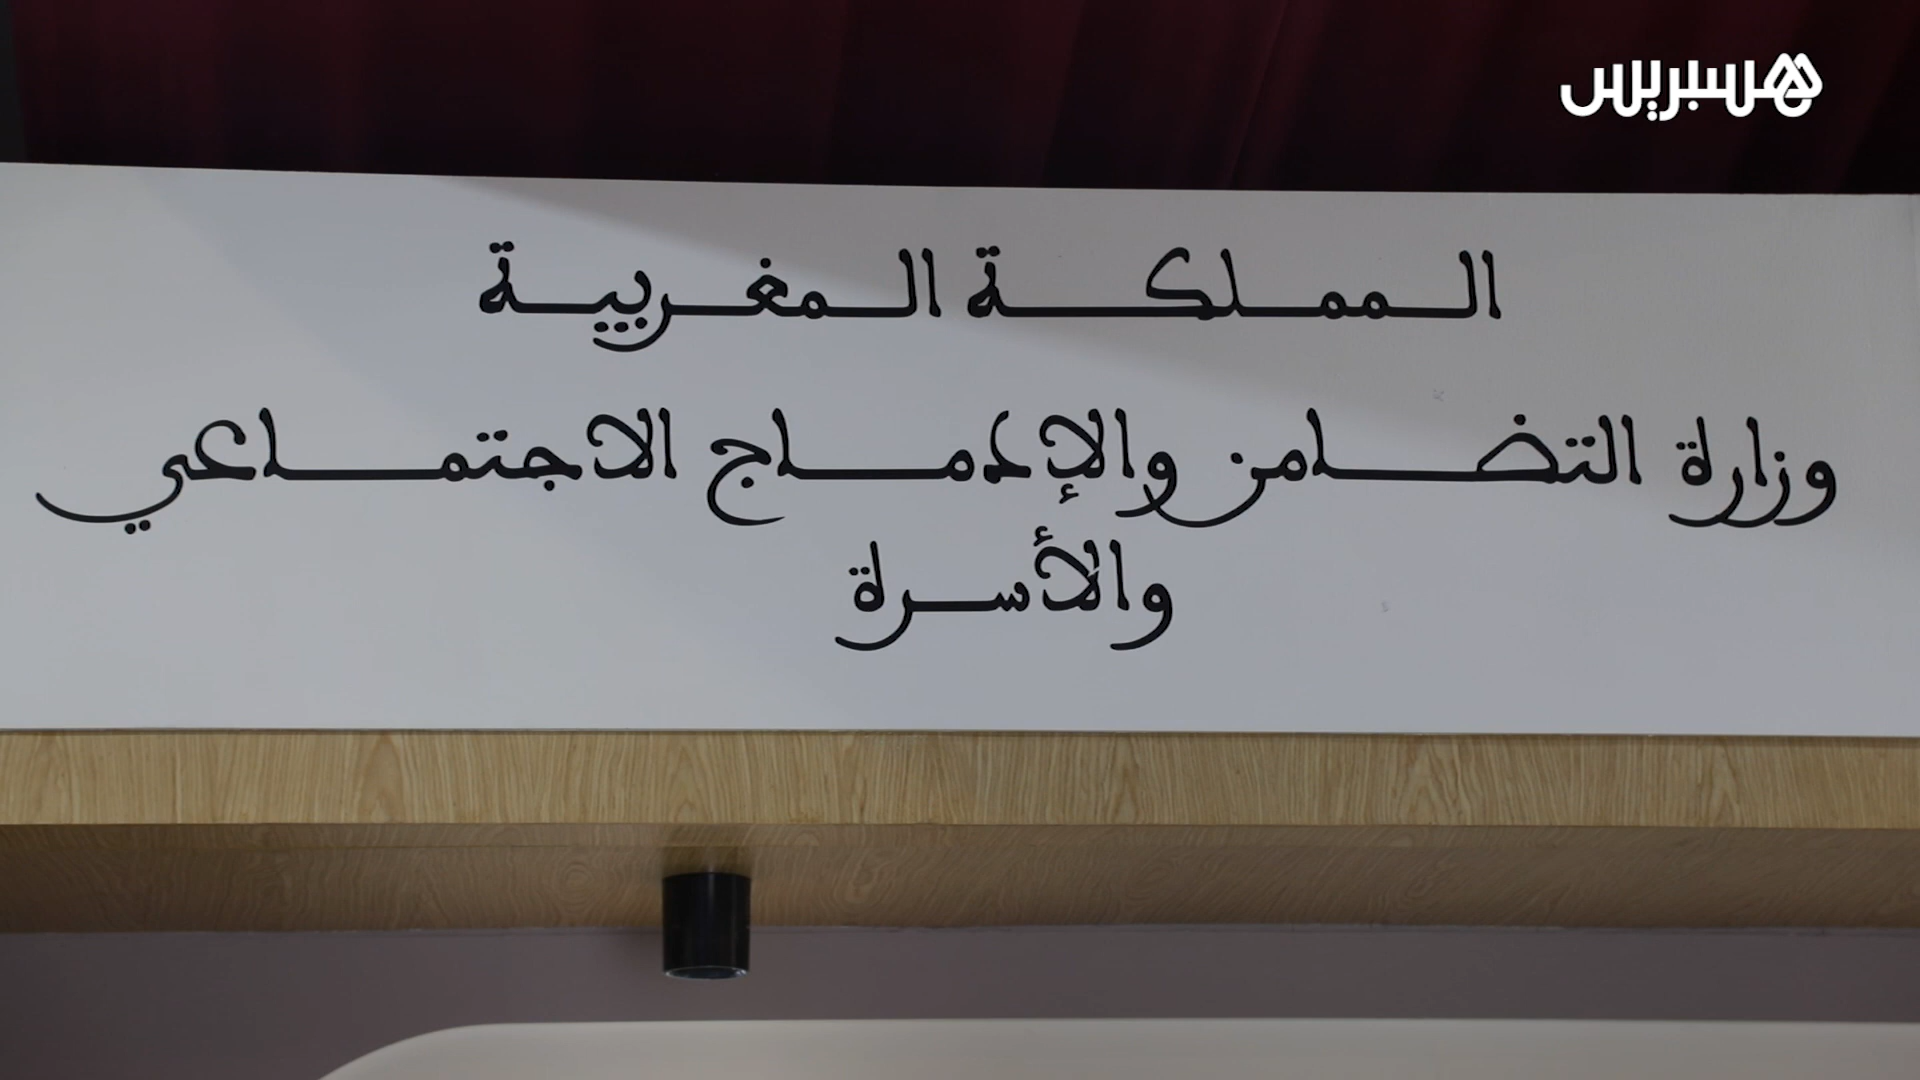 هسبريس
المملكة المغربية
وزارة التضامن والإدماج الاجتماعي
والأسرة